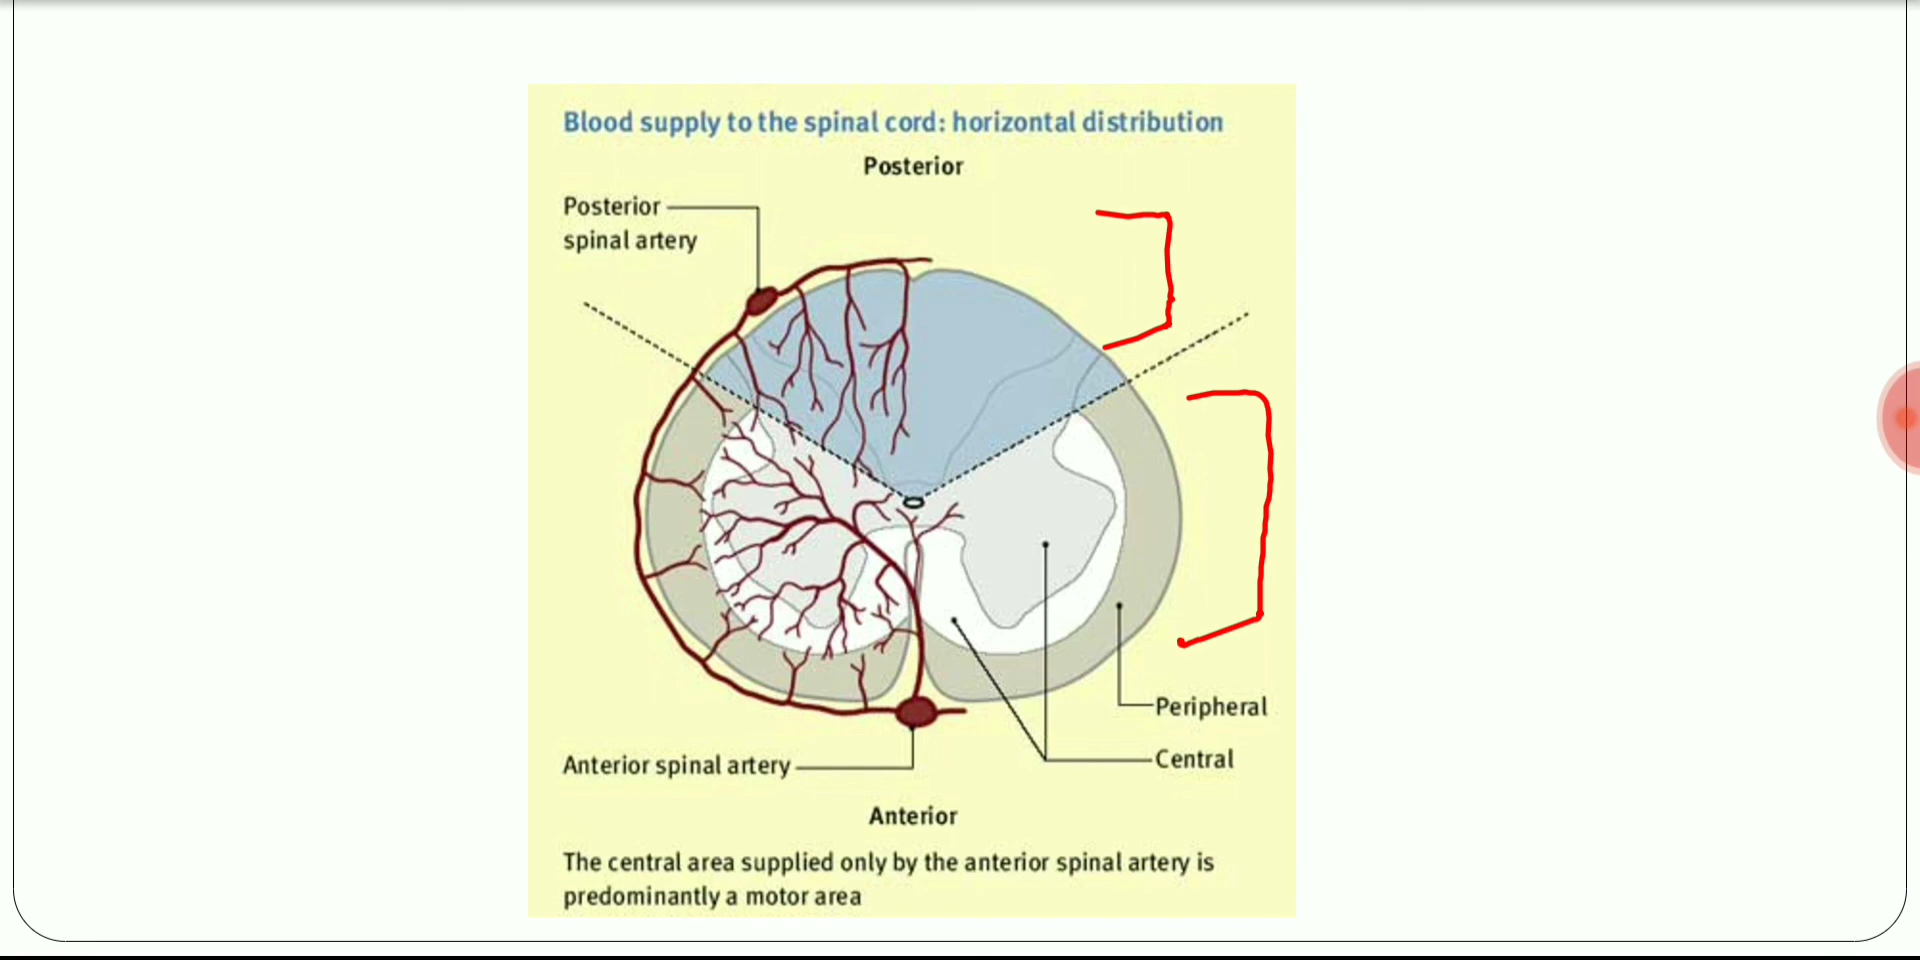 Blood supply to the spinal cord: horizontal distribution
Posterior
Posterior
spinal artery
Peripheral
Central
Anterior spinal artery
Anterior
The central area supplied only by the anterior spinal artery is
predominantly a motor area